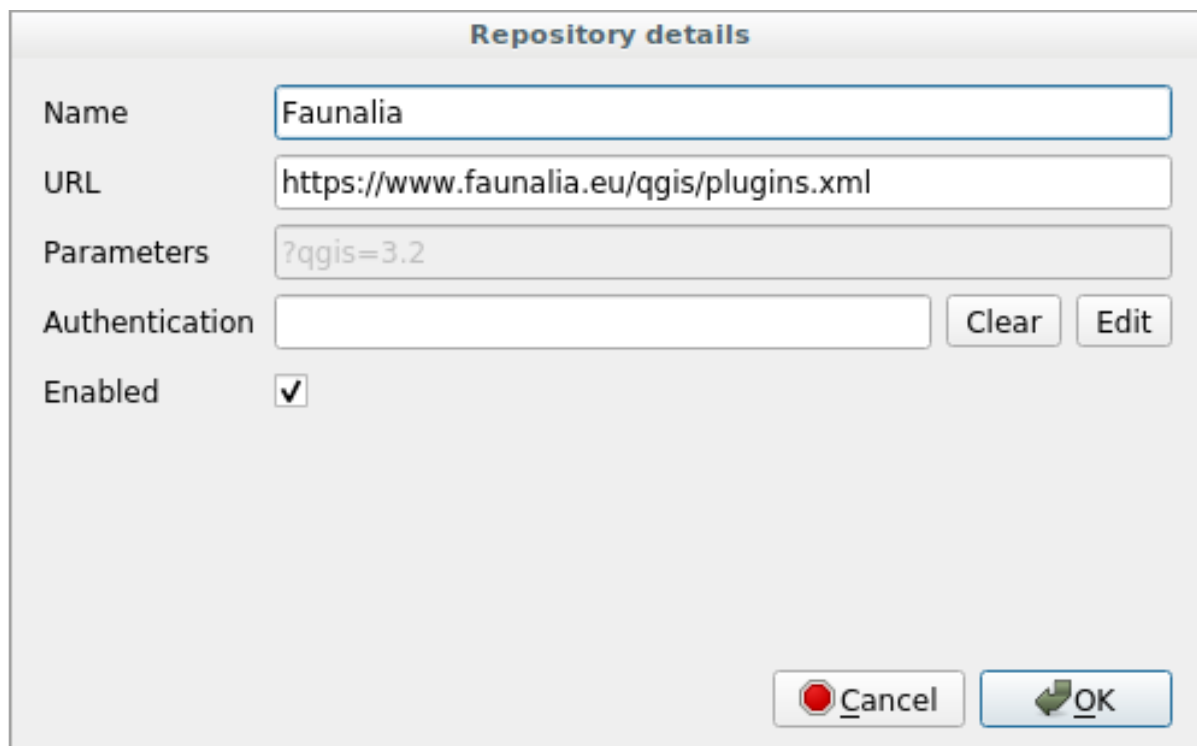 Repository details
Name Faunalia
URL https://www.faunalia.eu/qgis/plugins.xml
Parameters ?qgis=3.2
Authentication Clear Edit
Enabled
Cancel OK